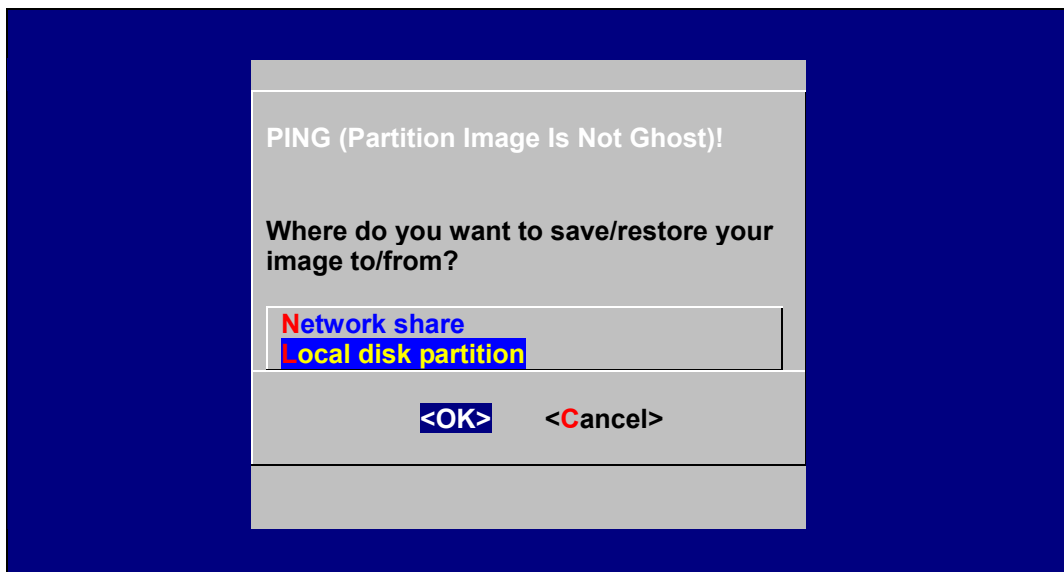 PING (Partition Image Is Not Ghost)!
Where do you want to save/restore your
image to/from?
Network share
Local disk partition
<OK> <Cancel>